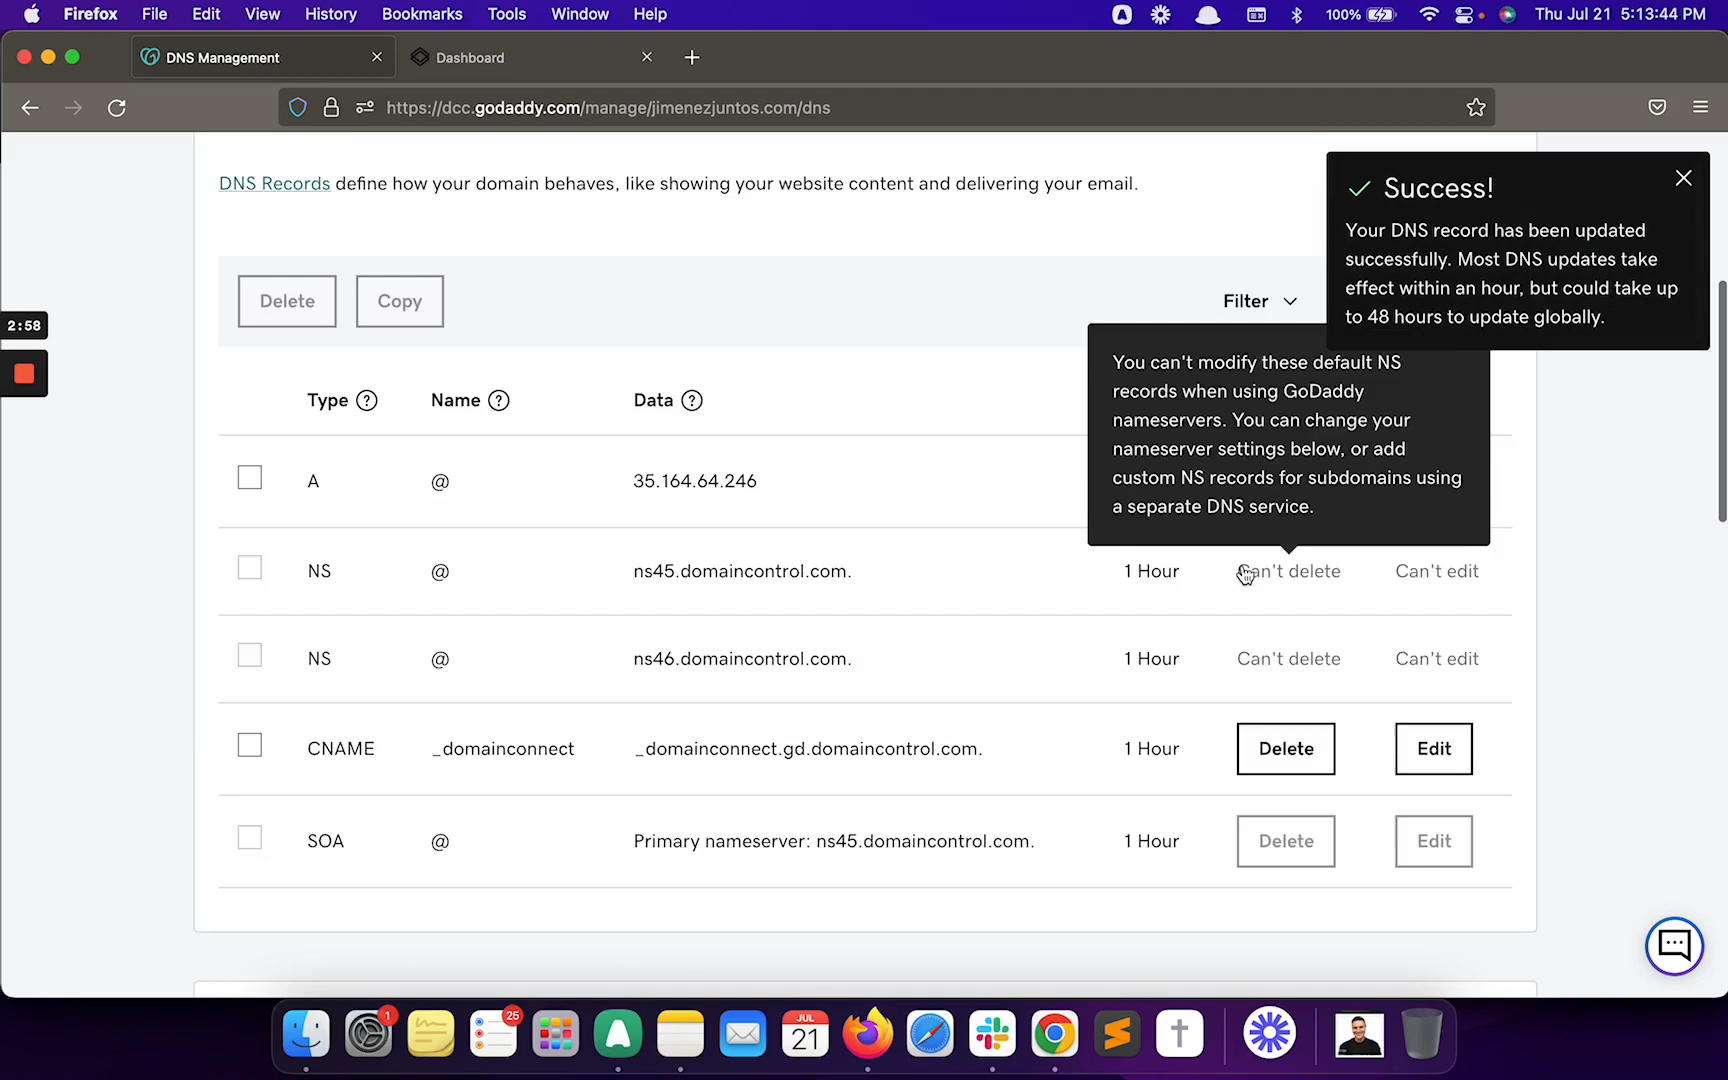 Firefox File Edit View History Bookmarks Tools Window Help 100% Thu Jul 21 5:13:44 PM
DNS Management Dashboard
https://dcc.godaddy.com/manage/jimenezjuntos.com/dns
DNS Records define how your domain behaves, like showing your website content and delivering your email.
Success!
Your DNS record has been updated
successfully. Most DNS updates take
effect within an hour, but could take up
to 48 hours to update globally.
Delete Copy Filter
2:58
You can't modify these default NS
records when using GoDaddy
nameservers. You can change your
nameserver settings below, or add
custom NS records for subdomains using
a separate DNS service.
Type ? Name ? Data ?
A @ 35.164.64.246
NS @ ns45.domaincontrol.com. 1 Hour Can't delete Can't edit
NS @ ns46.domaincontrol.com. 1 Hour Can't delete Can't edit
CNAME _domainconnect _domainconnect.gd.domaincontrol.com. 1 Hour Delete Edit
SOA @ Primary nameserver: ns45.domaincontrol.com. 1 Hour Delete Edit
1 25 JUL
21